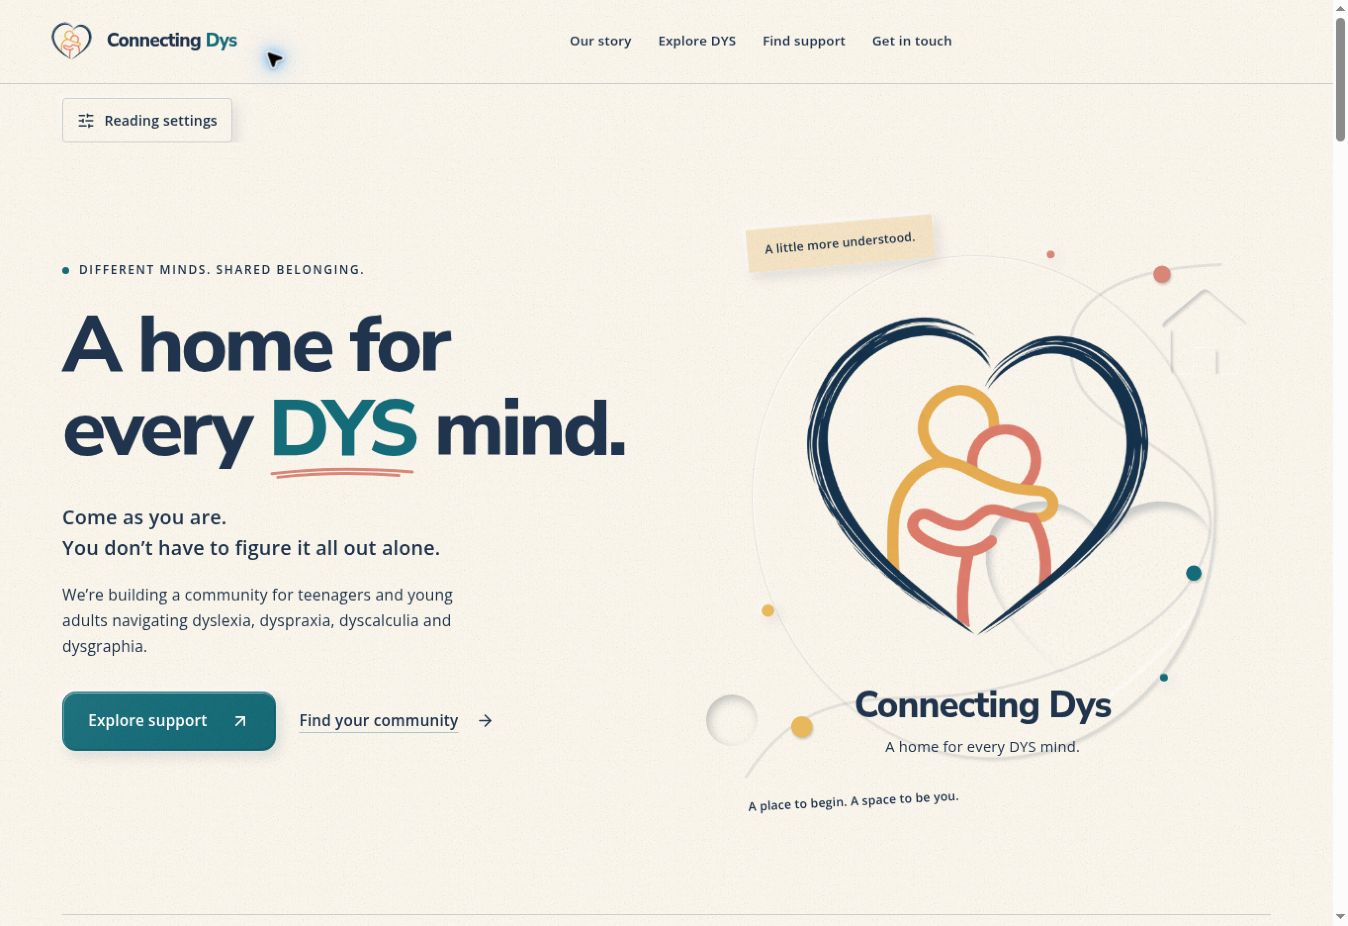 Connecting Dys
Our story
Explore DYS
Find support
Get in touch
Reading settings
DIFFERENT MINDS. SHARED BELONGING.
A home for
every DYS mind.
Come as you are.
You don’t have to figure it all out alone.
We’re building a community for teenagers and young
adults navigating dyslexia, dyspraxia, dyscalculia and
dysgraphia.
Explore support
Find your community
A little more understood.
Connecting Dys
A home for every DYS mind.
A place to begin. A space to be you.